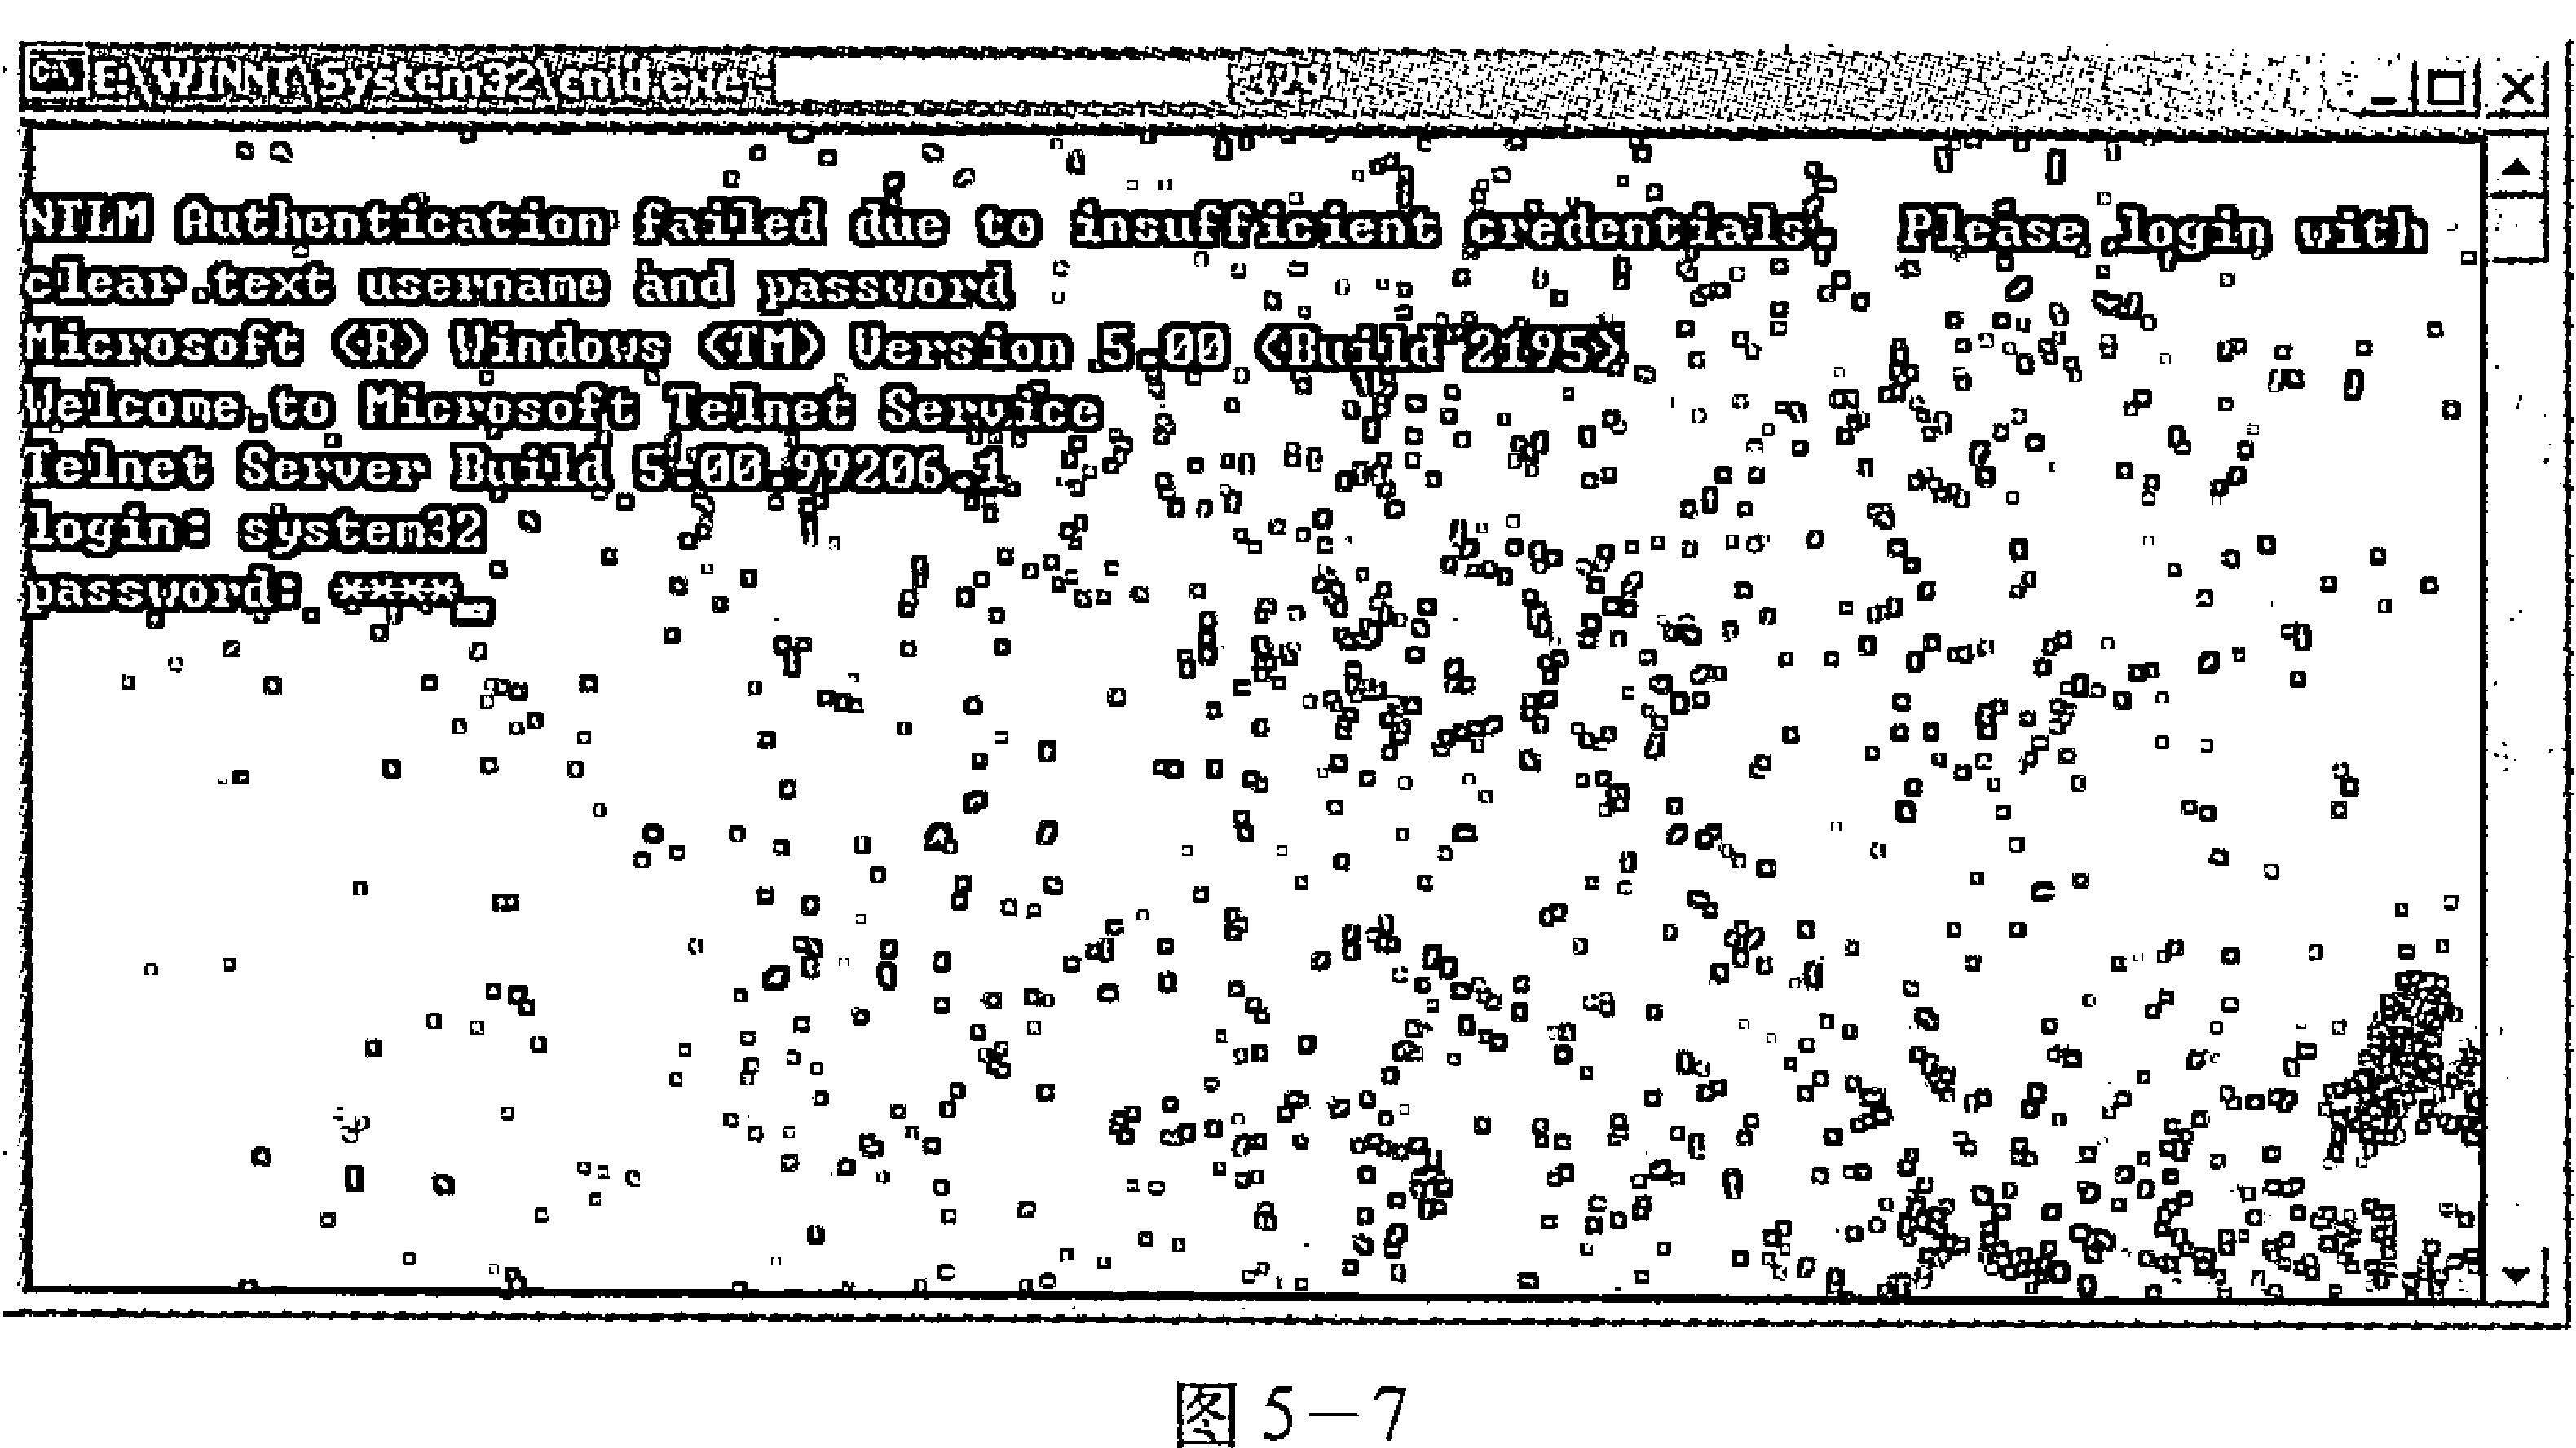 E:\WINNT\System32\cmd.exe-
NTLM Authentication failed due to insufficient credentials. Please login with
clear text username and password
Microsoft (R) Windows (TM) Version 5.00 (Build 2195)
Welcome to Microsoft Telnet Service
Telnet Server Build 5.00.99206.1
login: system32
password: ****_
图 5-7